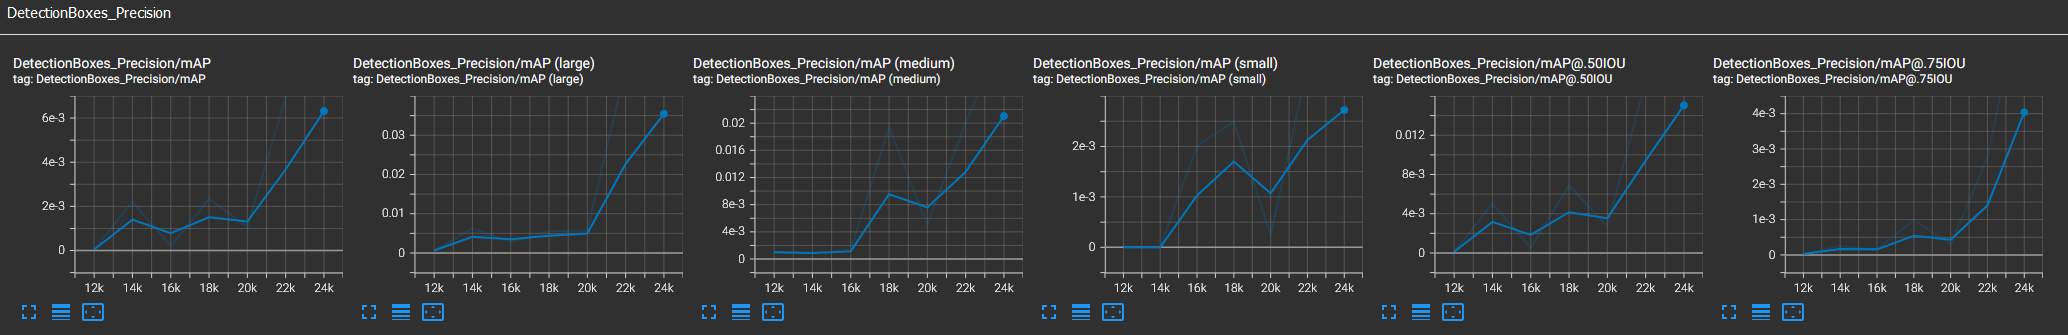 DetectionBoxes_Precision
DetectionBoxes_Precision/mAP
tag: DetectionBoxes_Precision/mAP
6e-3
4e-3
2e-3
0
12k 14k 16k 18k 20k 22k 24k
DetectionBoxes_Precision/mAP (large)
tag: DetectionBoxes_Precision/mAP (large)
0.03
0.02
0.01
0
12k 14k 16k 18k 20k 22k 24k
DetectionBoxes_Precision/mAP (medium)
tag: DetectionBoxes_Precision/mAP (medium)
0.02
0.016
0.012
8e-3
4e-3
0
12k 14k 16k 18k 20k 22k 24k
DetectionBoxes_Precision/mAP (small)
tag: DetectionBoxes_Precision/mAP (small)
2e-3
1e-3
0
12k 14k 16k 18k 20k 22k 24k
DetectionBoxes_Precision/mAP@.50IOU
tag: DetectionBoxes_Precision/mAP@.50IOU
0.012
8e-3
4e-3
0
12k 14k 16k 18k 20k 22k 24k
DetectionBoxes_Precision/mAP@.75IOU
tag: DetectionBoxes_Precision/mAP@.75IOU
4e-3
3e-3
2e-3
1e-3
0
12k 14k 16k 18k 20k 22k 24k